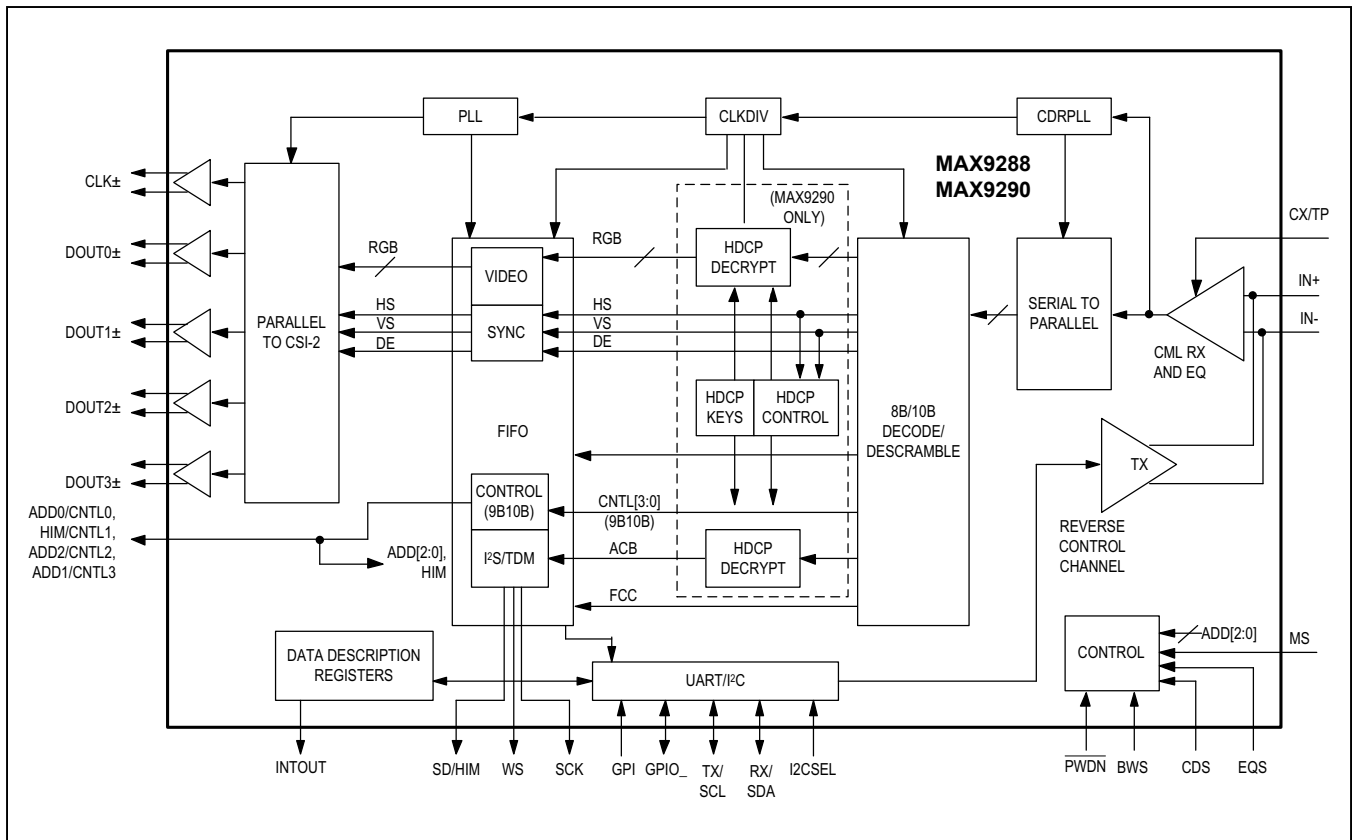 PLL
CLKDIV
CDRPLL
MAX9288
MAX9290
(MAX9290
ONLY)
CX/TP
IN+
IN-
CLK±
DOUT0±
DOUT1±
DOUT2±
DOUT3±
PARALLEL
TO CSI-2
RGB
HS
VS
DE
VIDEO
SYNC
FIFO
CONTROL
(9B10B)
I²S/TDM
RGB
HS
VS
DE
HDCP
DECRYPT
HDCP
KEYS
HDCP
CONTROL
CNTL[3:0]
(9B10B)
ACB
HDCP
DECRYPT
FCC
8B/10B
DECODE/
DESCRAMBLE
SERIAL TO
PARALLEL
CML RX
AND EQ
TX
REVERSE
CONTROL
CHANNEL
ADD0/CNTL0,
HIM/CNTL1,
ADD2/CNTL2,
ADD1/CNTL3
ADD[2:0],
HIM
DATA DESCRIPTION
REGISTERS
UART/I²C
CONTROL
ADD[2:0]
MS
INTOUT
SD/HIM
WS
SCK
GPI
GPIO_
TX/
SCL
RX/
SDA
I2CSEL
PWDN
BWS
CDS
EQS